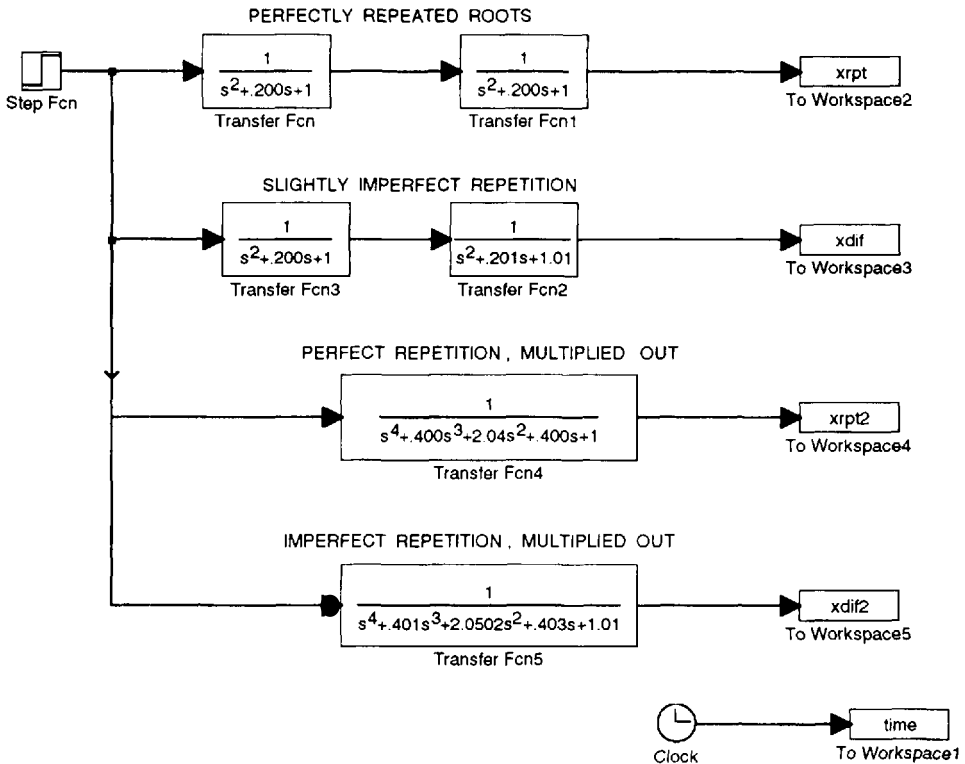 PERFECTLY REPEATED ROOTS
Step Fcn
1
s²+.200s+1
Transfer Fcn
1
s²+.200s+1
Transfer Fcn1
xrpt
To Workspace2
SLIGHTLY IMPERFECT REPETITION
1
s²+.200s+1
Transfer Fcn3
1
s²+.201s+1.01
Transfer Fcn2
xdif
To Workspace3
PERFECT REPETITION, MULTIPLIED OUT
1
s⁴+.400s³+2.04s²+.400s+1
Transfer Fcn4
xrpt2
To Workspace4
IMPERFECT REPETITION, MULTIPLIED OUT
1
s⁴+.401s³+2.0502s²+.403s+1.01
Transfer Fcn5
xdif2
To Workspace5
Clock
time
To Workspace1